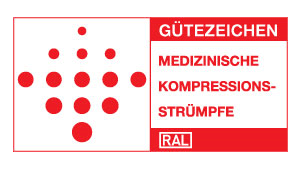 GÜTEZEICHEN
MEDIZINISCHE
KOMPRESSIONS-
STRÜMPFE
RAL